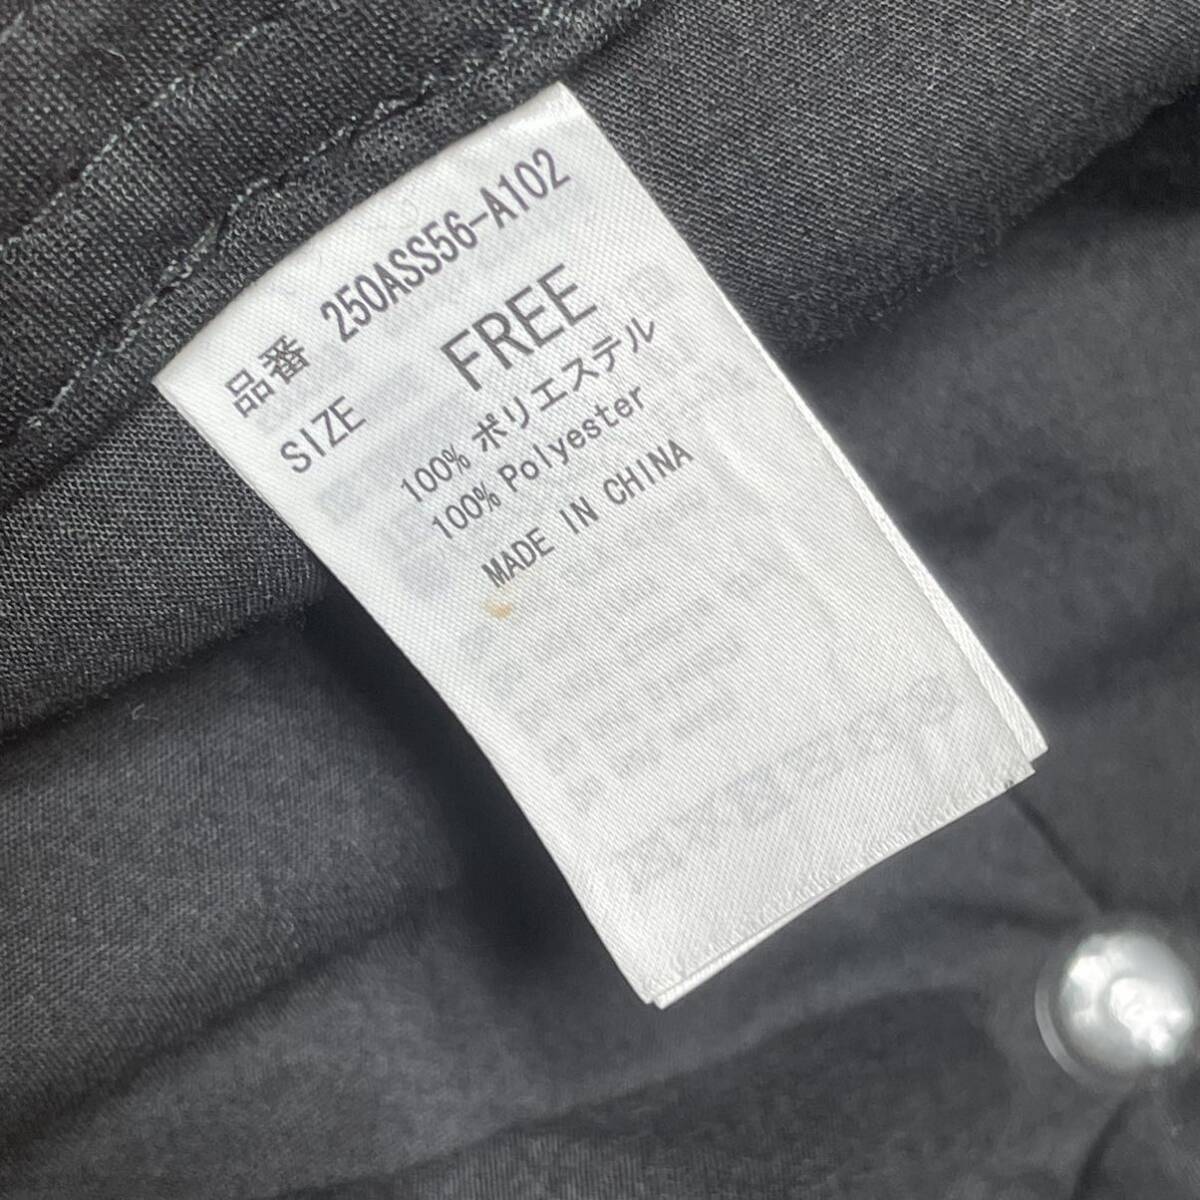 品番 250ASS56-A102
SIZE FREE
100% ポリエステル
100% Polyester
MADE IN CHINA